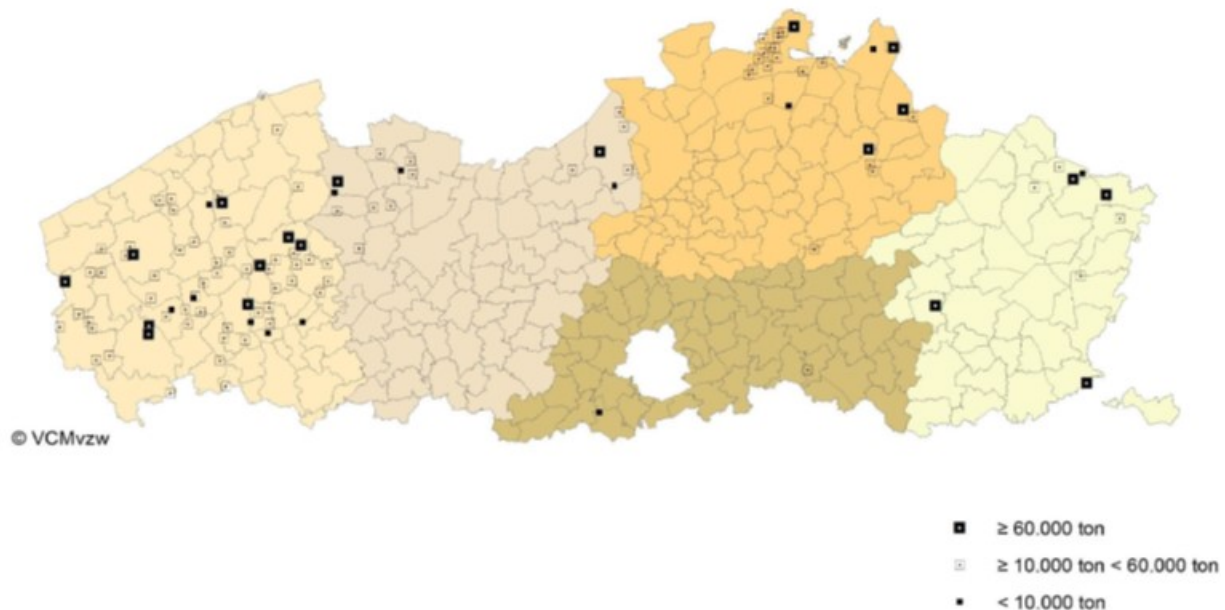 © VCMvzw
≥ 60.000 ton
≥ 10.000 ton < 60.000 ton
< 10.000 ton